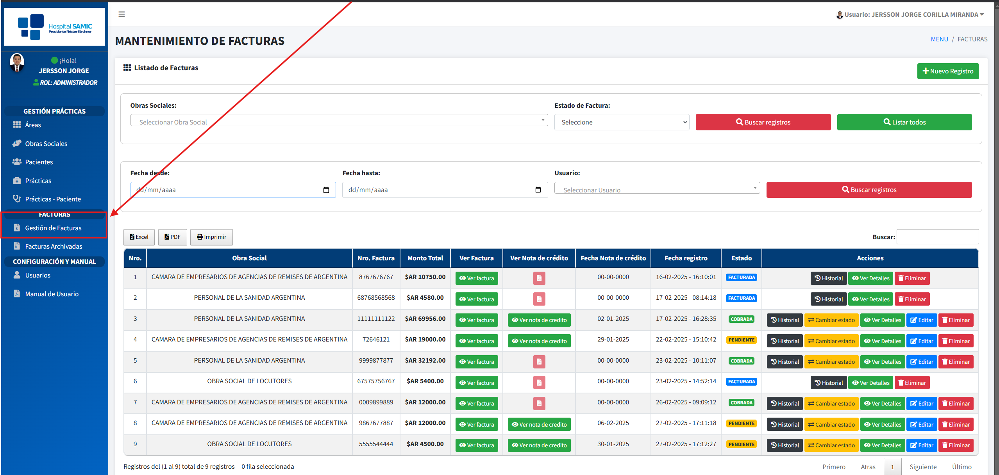 Hospital SAMIC
Presidente Néstor Kirchner
Usuario: JERSSON JORGE CORILLA MIRANDA
¡Hola!
JERSSON JORGE
ROL: ADMINISTRADOR
GESTIÓN PRÁCTICAS
Áreas
Obras Sociales
Pacientes
Prácticas
Prácticas - Paciente
FACTURAS
Gestión de Facturas
Facturas Archivadas
CONFIGURACIÓN Y MANUAL
Usuarios
Manual de Usuario
MANTENIMIENTO DE FACTURAS
MENU / FACTURAS
Listado de Facturas
Nuevo Registro
Obras Sociales: Estado de Factura:
Seleccionar Obra Social Seleccione Buscar registros Listar todos
Fecha desde: Fecha hasta: Usuario:
dd/mm/aaaa dd/mm/aaaa Seleccionar Usuario Buscar registros
Excel PDF Imprimir Buscar:
Nro. Obra Social Nro. Factura Monto Total Ver Factura Ver Nota de crédito Fecha Nota de crédito Fecha registro Estado Acciones
1 CAMARA DE EMPRESARIOS DE AGENCIAS DE REMISES DE ARGENTINA 8767676767 $AR 10750.00 Ver factura 00-00-0000 16-02-2025 - 16:10:01 FACTURADA Historial Ver Detalles Eliminar
2 PERSONAL DE LA SANIDAD ARGENTINA 68768568568 $AR 4580.00 Ver factura 00-00-0000 17-02-2025 - 08:14:18 FACTURADA Historial Ver Detalles Eliminar
3 PERSONAL DE LA SANIDAD ARGENTINA 11111111122 $AR 69956.00 Ver factura Ver nota de credito 02-01-2025 17-02-2025 - 16:28:35 COBRADA Historial Cambiar estado Ver Detalles Editar Eliminar
4 CAMARA DE EMPRESARIOS DE AGENCIAS DE REMISES DE ARGENTINA 72646121 $AR 19000.00 Ver factura Ver nota de credito 29-01-2025 22-02-2025 - 15:10:42 PENDIENTE Historial Cambiar estado Ver Detalles Editar Eliminar
5 PERSONAL DE LA SANIDAD ARGENTINA 9999877877 $AR 32192.00 Ver factura 00-00-0000 23-02-2025 - 10:11:07 COBRADA Historial Cambiar estado Ver Detalles Editar Eliminar
6 OBRA SOCIAL DE LOCUTORES 67575756767 $AR 5400.00 Ver factura 00-00-0000 23-02-2025 - 14:52:14 FACTURADA Historial Ver Detalles Eliminar
7 CAMARA DE EMPRESARIOS DE AGENCIAS DE REMISES DE ARGENTINA 0009899889 $AR 12000.00 Ver factura 00-00-0000 26-02-2025 - 09:09:12 COBRADA Historial Cambiar estado Ver Detalles Editar Eliminar
8 CAMARA DE EMPRESARIOS DE AGENCIAS DE REMISES DE ARGENTINA 9867677887 $AR 12000.00 Ver factura Ver nota de credito 06-02-2025 27-02-2025 - 17:11:18 PENDIENTE Historial Cambiar estado Ver Detalles Editar Eliminar
9 OBRA SOCIAL DE LOCUTORES 5555544444 $AR 4500.00 Ver factura Ver nota de credito 30-01-2025 27-02-2025 - 17:12:27 PENDIENTE Historial Cambiar estado Ver Detalles Editar Eliminar
Registros del (1 al 9) total de 9 registros 0 fila seleccionada Primero Atras 1 Siguiente Último